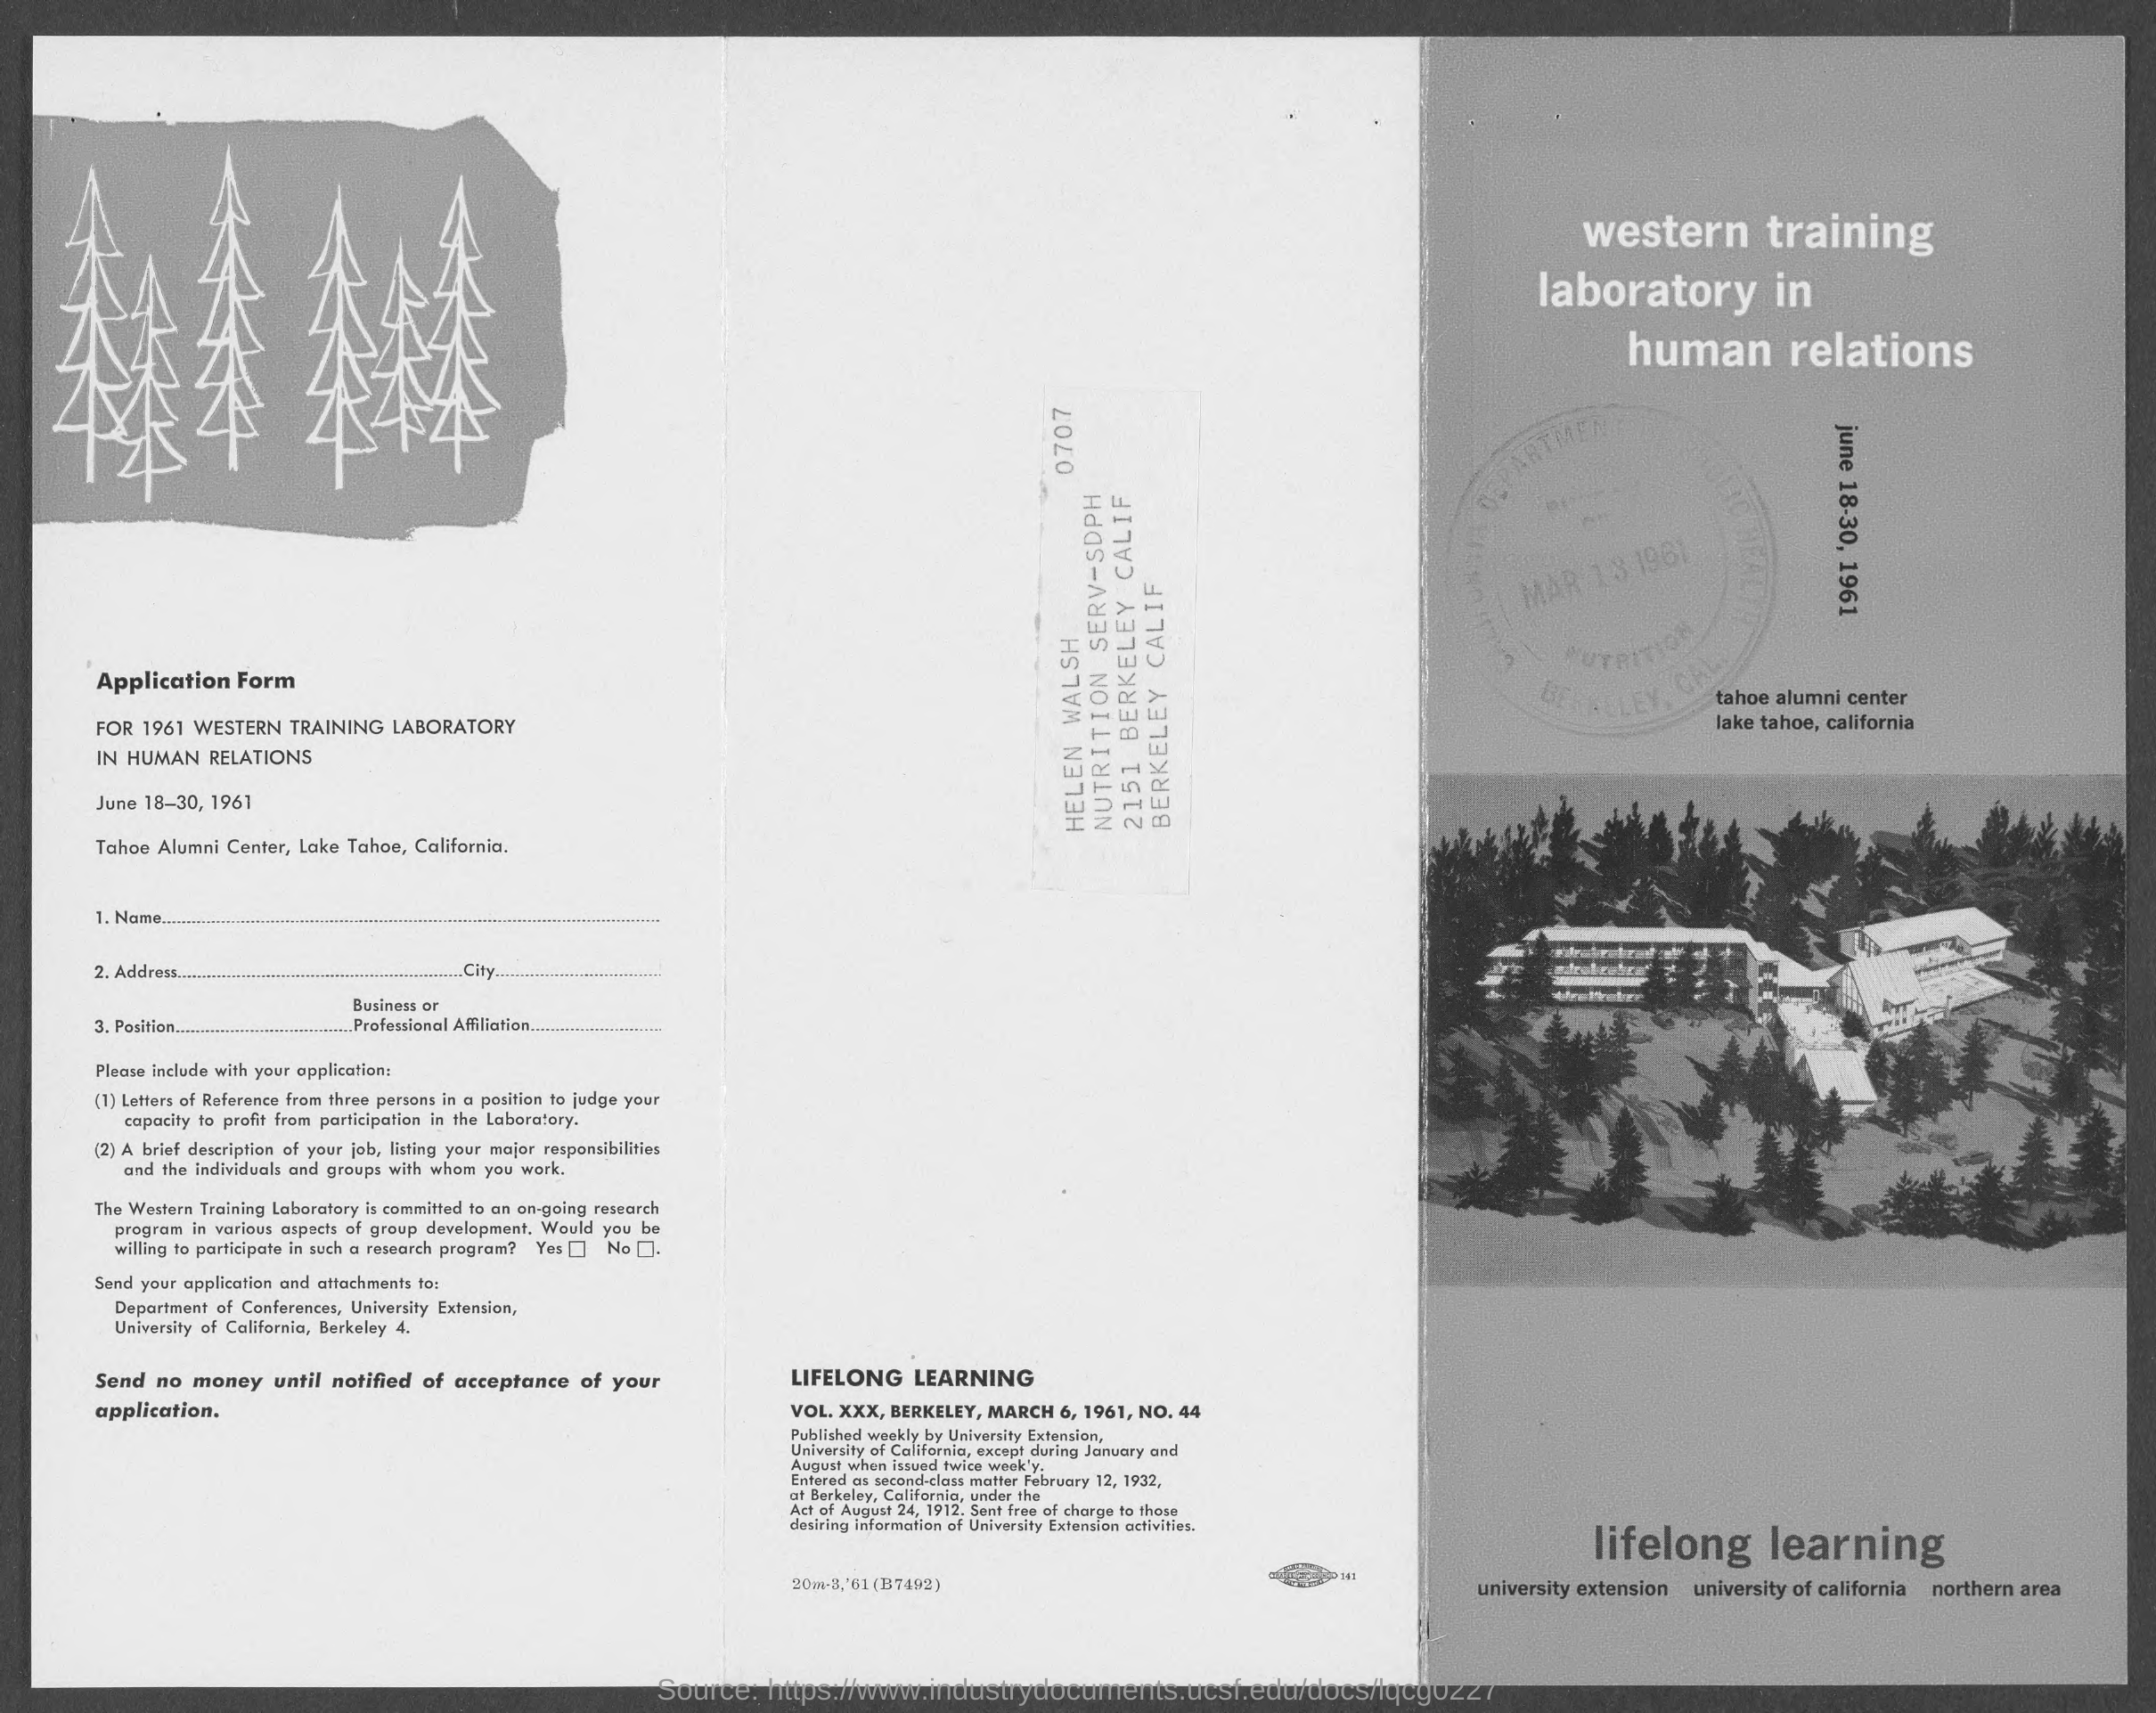 Application Form
FOR 1961 WESTERN TRAINING LABORATORY
IN HUMAN RELATIONS
June 18–30, 1961
Tahoe Alumni Center, Lake Tahoe, California.
1. Name
2. Address City
Business or
3. Position Professional Affiliation
Please include with your application:
(1) Letters of Reference from three persons in a position to judge your
capacity to profit from participation in the Laboratory.
(2) A brief description of your job, listing your major responsibilities
and the individuals and groups with whom you work.
The Western Training Laboratory is committed to an on-going research
program in various aspects of group development. Would you be
willing to participate in such a research program? Yes ☐ No ☐.
Send your application and attachments to:
Department of Conferences, University Extension,
University of California, Berkeley 4.
Send no money until notified of acceptance of your
application.
0707
HELEN WALSH
NUTRITION SERV-SDPH
2151 BERKELEY CALIF
BERKELEY CALIF
LIFELONG LEARNING
VOL. XXX, BERKELEY, MARCH 6, 1961, NO. 44
Published weekly by University Extension,
University of California, except during January and
August when issued twice week'y.
Entered as second-class matter February 12, 1932,
at Berkeley, California, under the
Act of August 24, 1912. Sent free of charge to those
desiring information of University Extension activities.
20m-3,'61(B7492)
141
western training
laboratory in
human relations
june 18-30, 1961
DEPARTMENT
PUBLIC HEALTH
MAR 13 1961
NUTRITION
BERKELEY, CAL.
tahoe alumni center
lake tahoe, california
lifelong learning
university extension university of california northern area
Source: https://www.industrydocuments.ucsf.edu/docs/lqcg0227